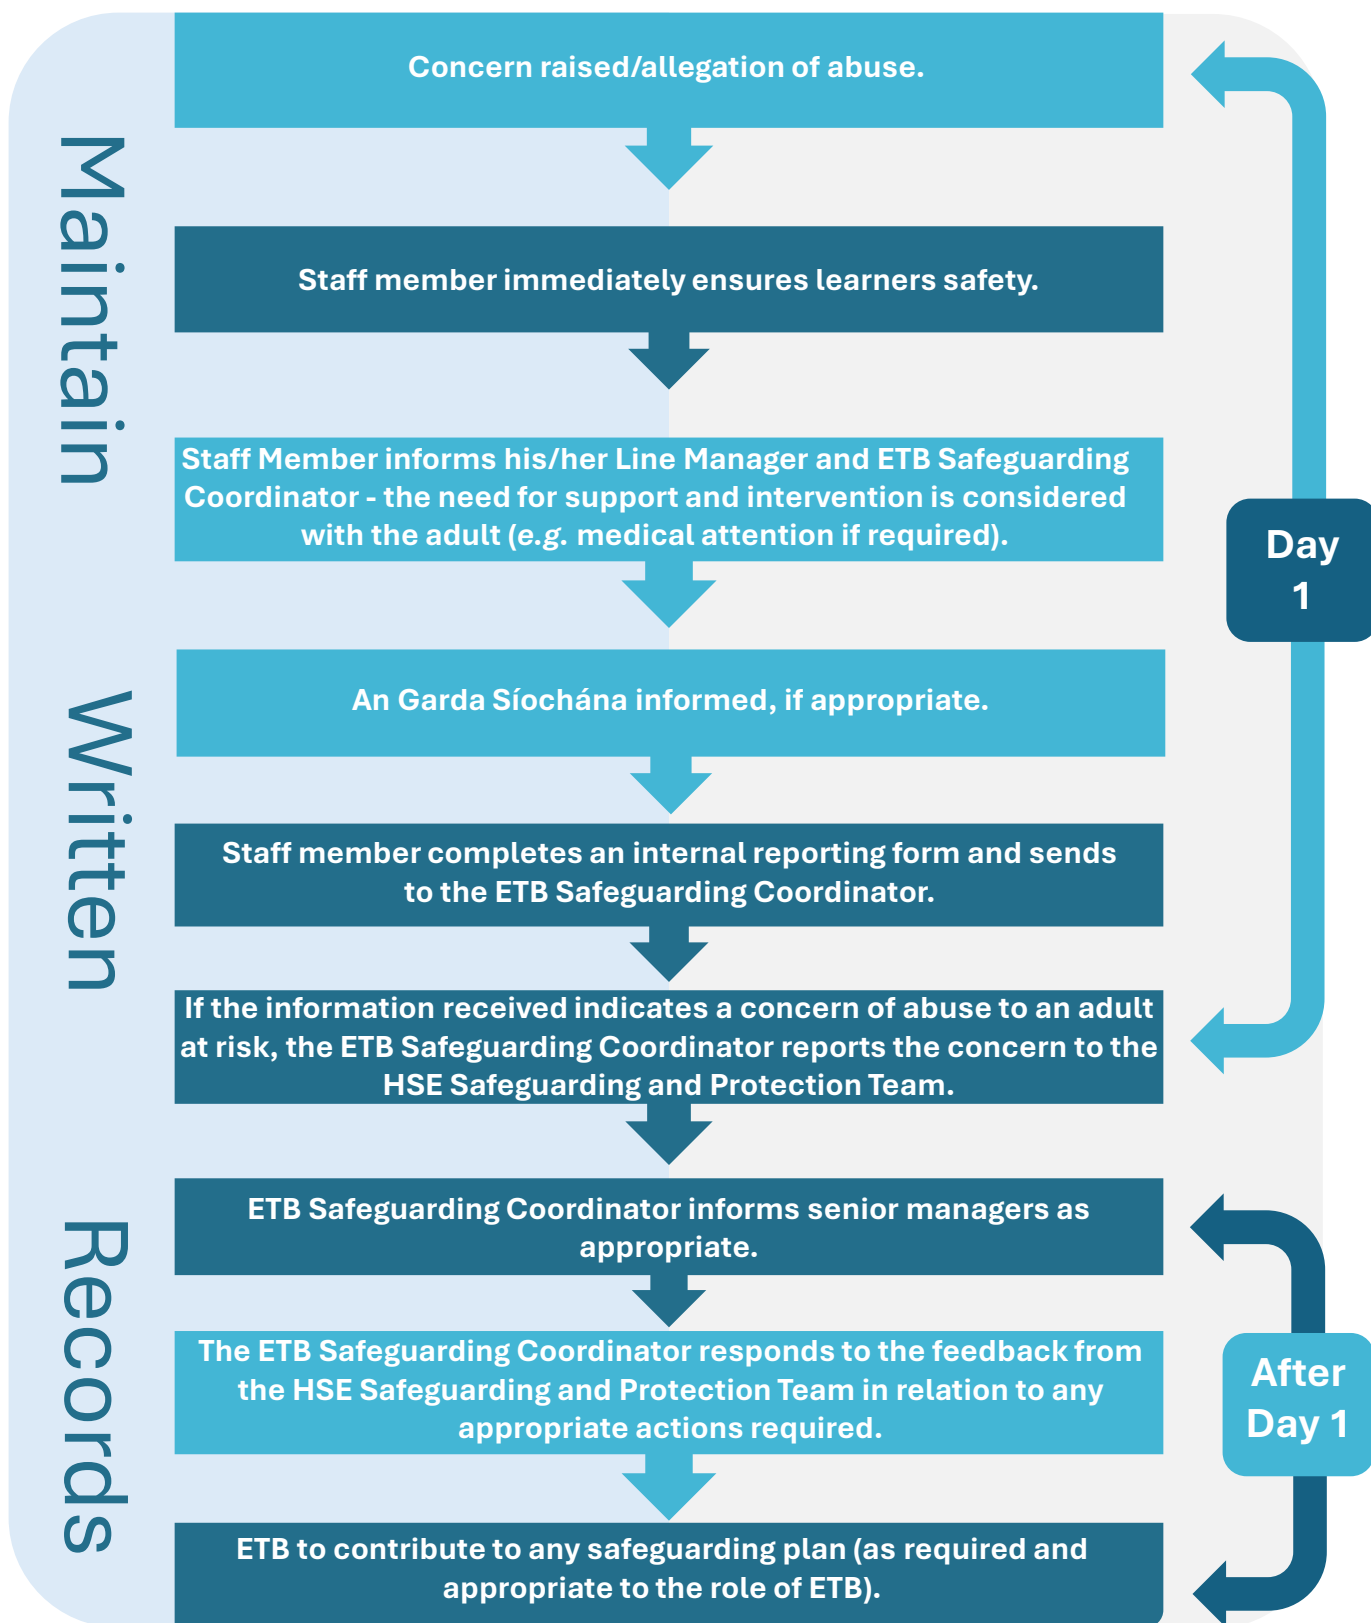 Concern raised/allegation of abuse.
Staff member immediately ensures learners safety.
Staff Member informs his/her Line Manager and ETB Safeguarding
Coordinator - the need for support and intervention is considered
with the adult (e.g. medical attention if required).
An Garda Síochána informed, if appropriate.
Staff member completes an internal reporting form and sends
to the ETB Safeguarding Coordinator.
If the information received indicates a concern of abuse to an adult
at risk, the ETB Safeguarding Coordinator reports the concern to the
HSE Safeguarding and Protection Team.
ETB Safeguarding Coordinator informs senior managers as
appropriate.
The ETB Safeguarding Coordinator responds to the feedback from
the HSE Safeguarding and Protection Team in relation to any
appropriate actions required.
ETB to contribute to any safeguarding plan (as required and
appropriate to the role of ETB).
Maintain Written Records
Day
1
After
Day 1